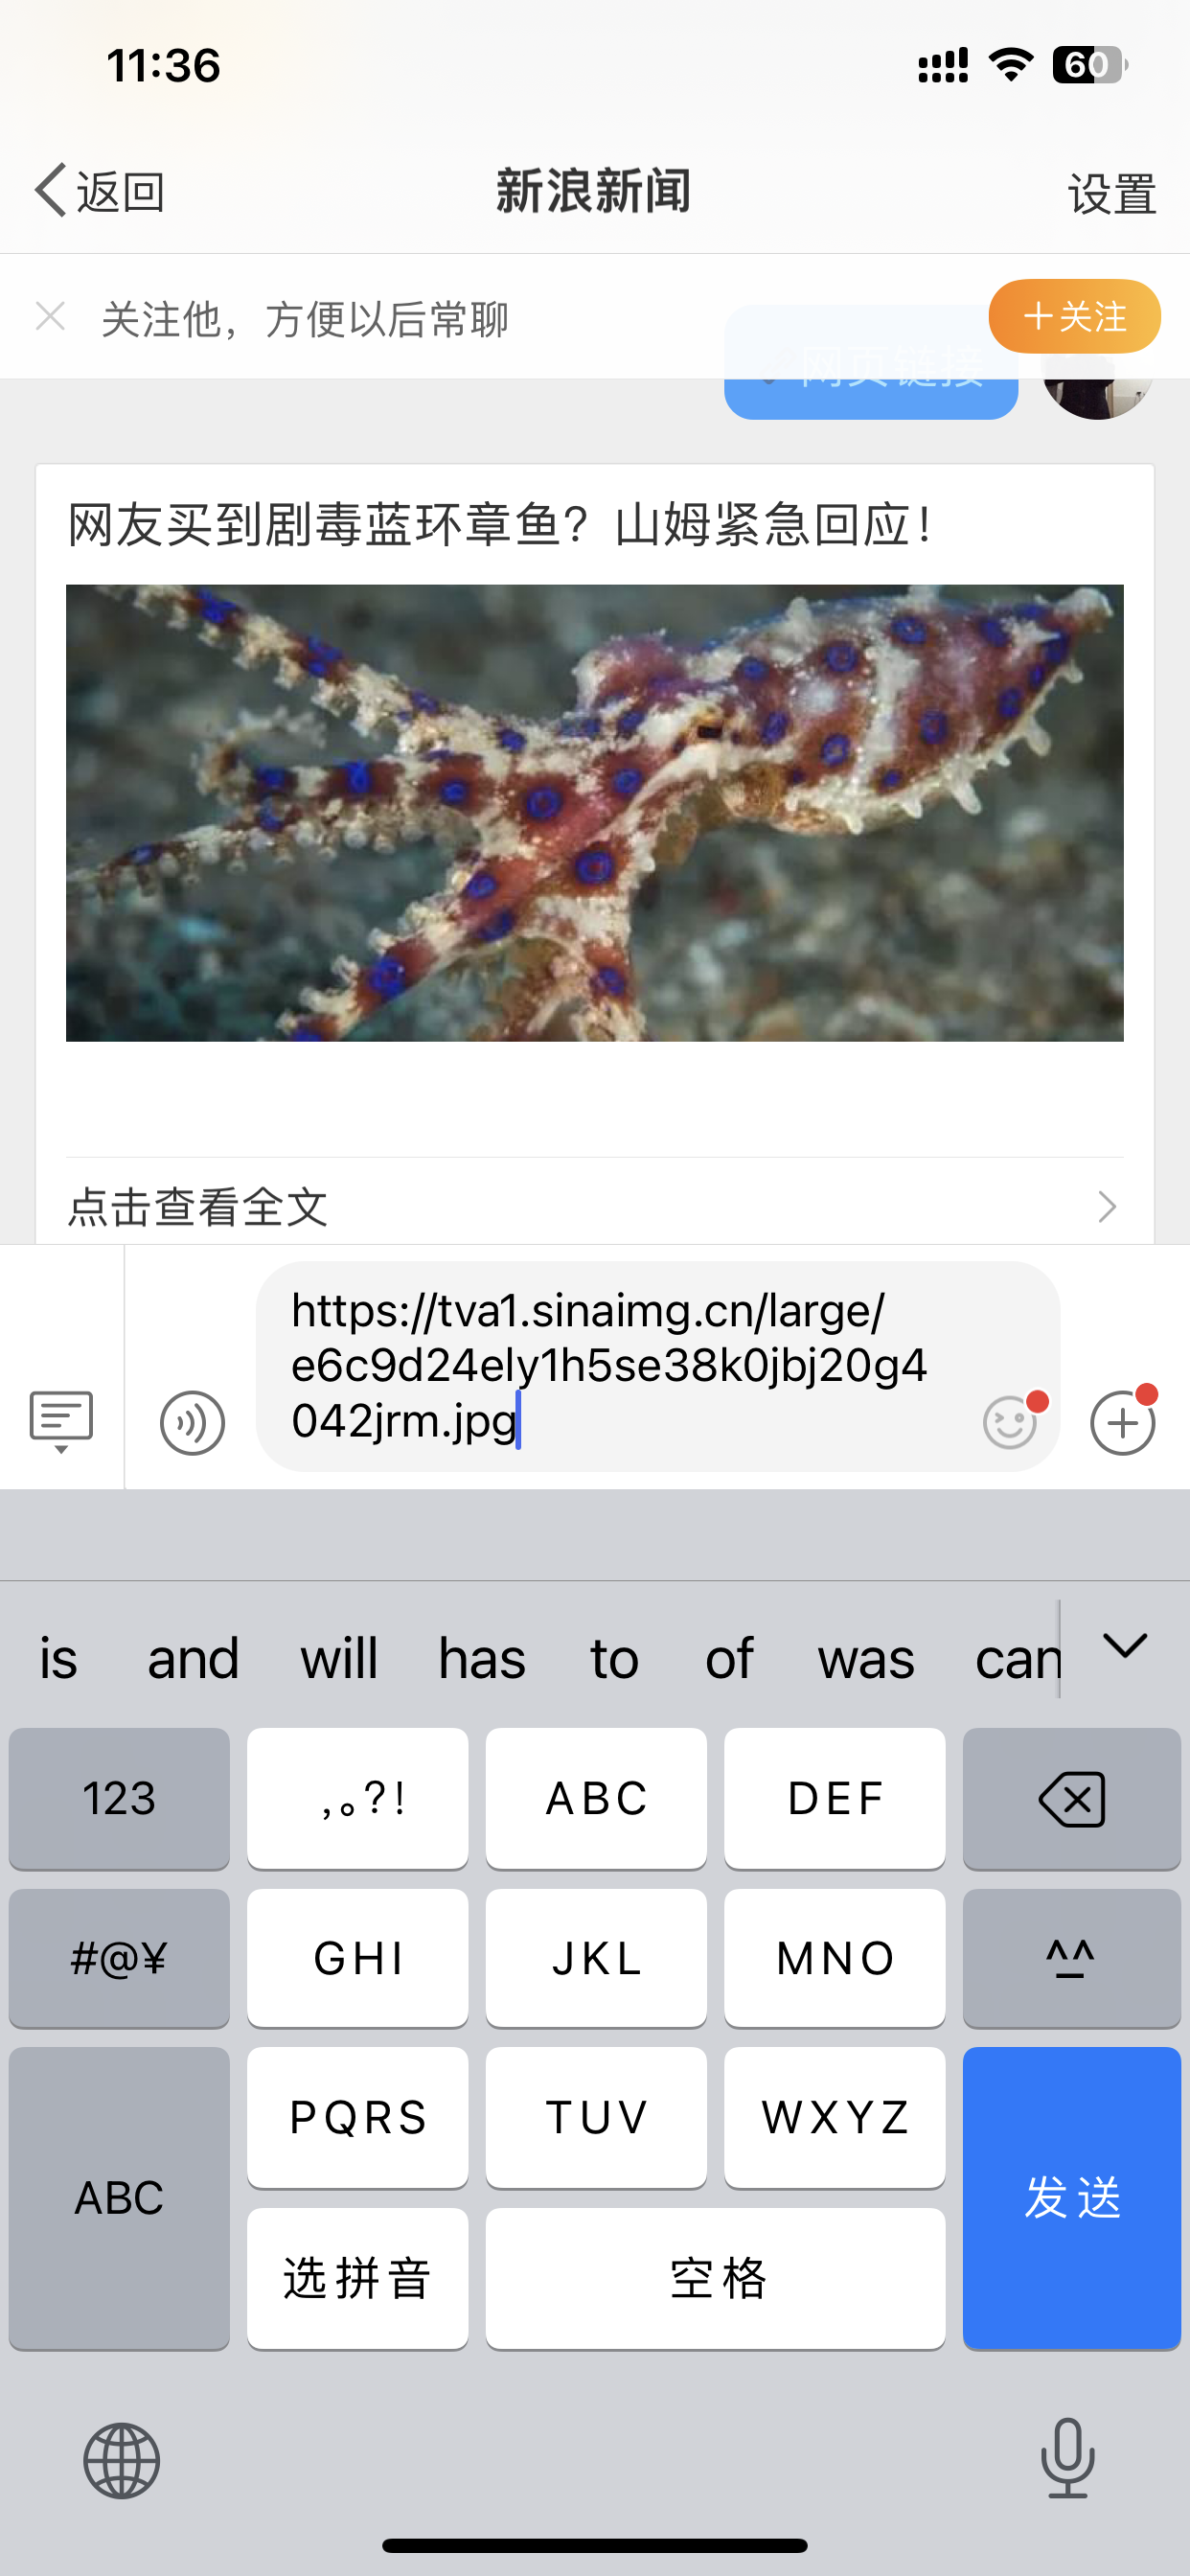 11:36
60
返回
新浪新闻
设置
关注他，方便以后常聊
+关注
网页链接
网友买到剧毒蓝环章鱼？山姆紧急回应！
点击查看全文
https://tva1.sinaimg.cn/large/
e6c9d24ely1h5se38k0jbj20g4
042jrm.jpg
is and will has to of was can
123 ,。?! ABC DEF
#@¥ GHI JKL MNO ^^
ABC PQRS TUV WXYZ 发送
选拼音 空格